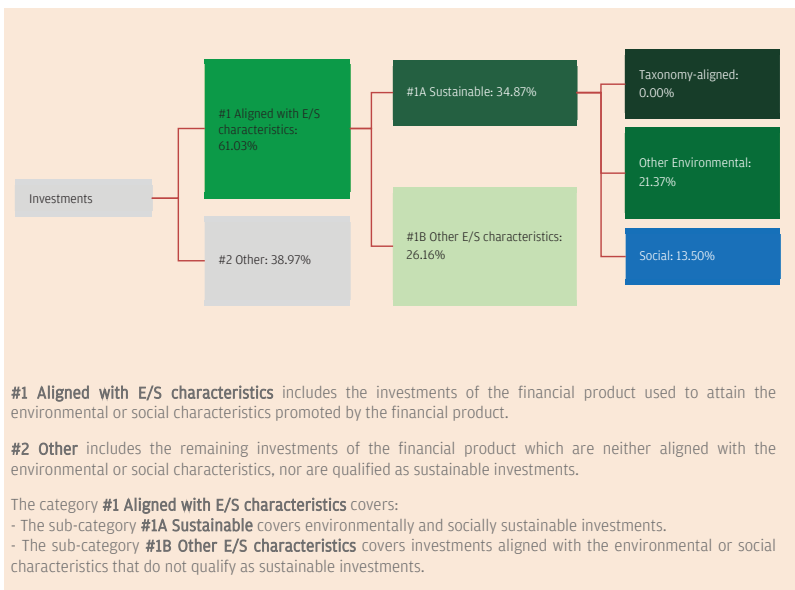 Investments
#1 Aligned with E/S
characteristics:
61.03%
#2 Other: 38.97%
#1A Sustainable: 34.87%
#1B Other E/S characteristics:
26.16%
Taxonomy-aligned:
0.00%
Other Environmental:
21.37%
Social: 13.50%
#1 Aligned with E/S characteristics includes the investments of the financial product used to attain the
environmental or social characteristics promoted by the financial product.
#2 Other includes the remaining investments of the financial product which are neither aligned with the
environmental or social characteristics, nor are qualified as sustainable investments.
The category #1 Aligned with E/S characteristics covers:
- The sub-category #1A Sustainable covers environmentally and socially sustainable investments.
- The sub-category #1B Other E/S characteristics covers investments aligned with the environmental or social
characteristics that do not qualify as sustainable investments.